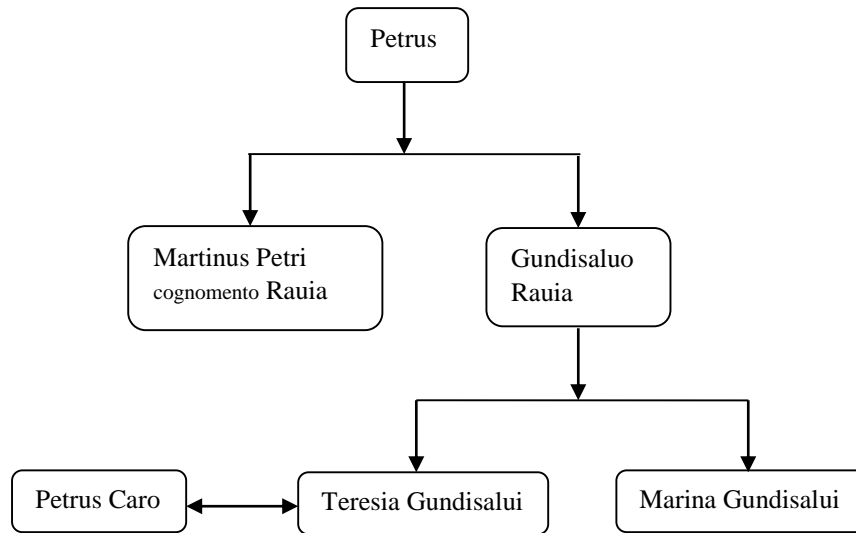 Petrus
Martinus Petri
cognomento Rauia
Gundisaluo
Rauia
Petrus Caro
Teresia Gundisalui
Marina Gundisalui